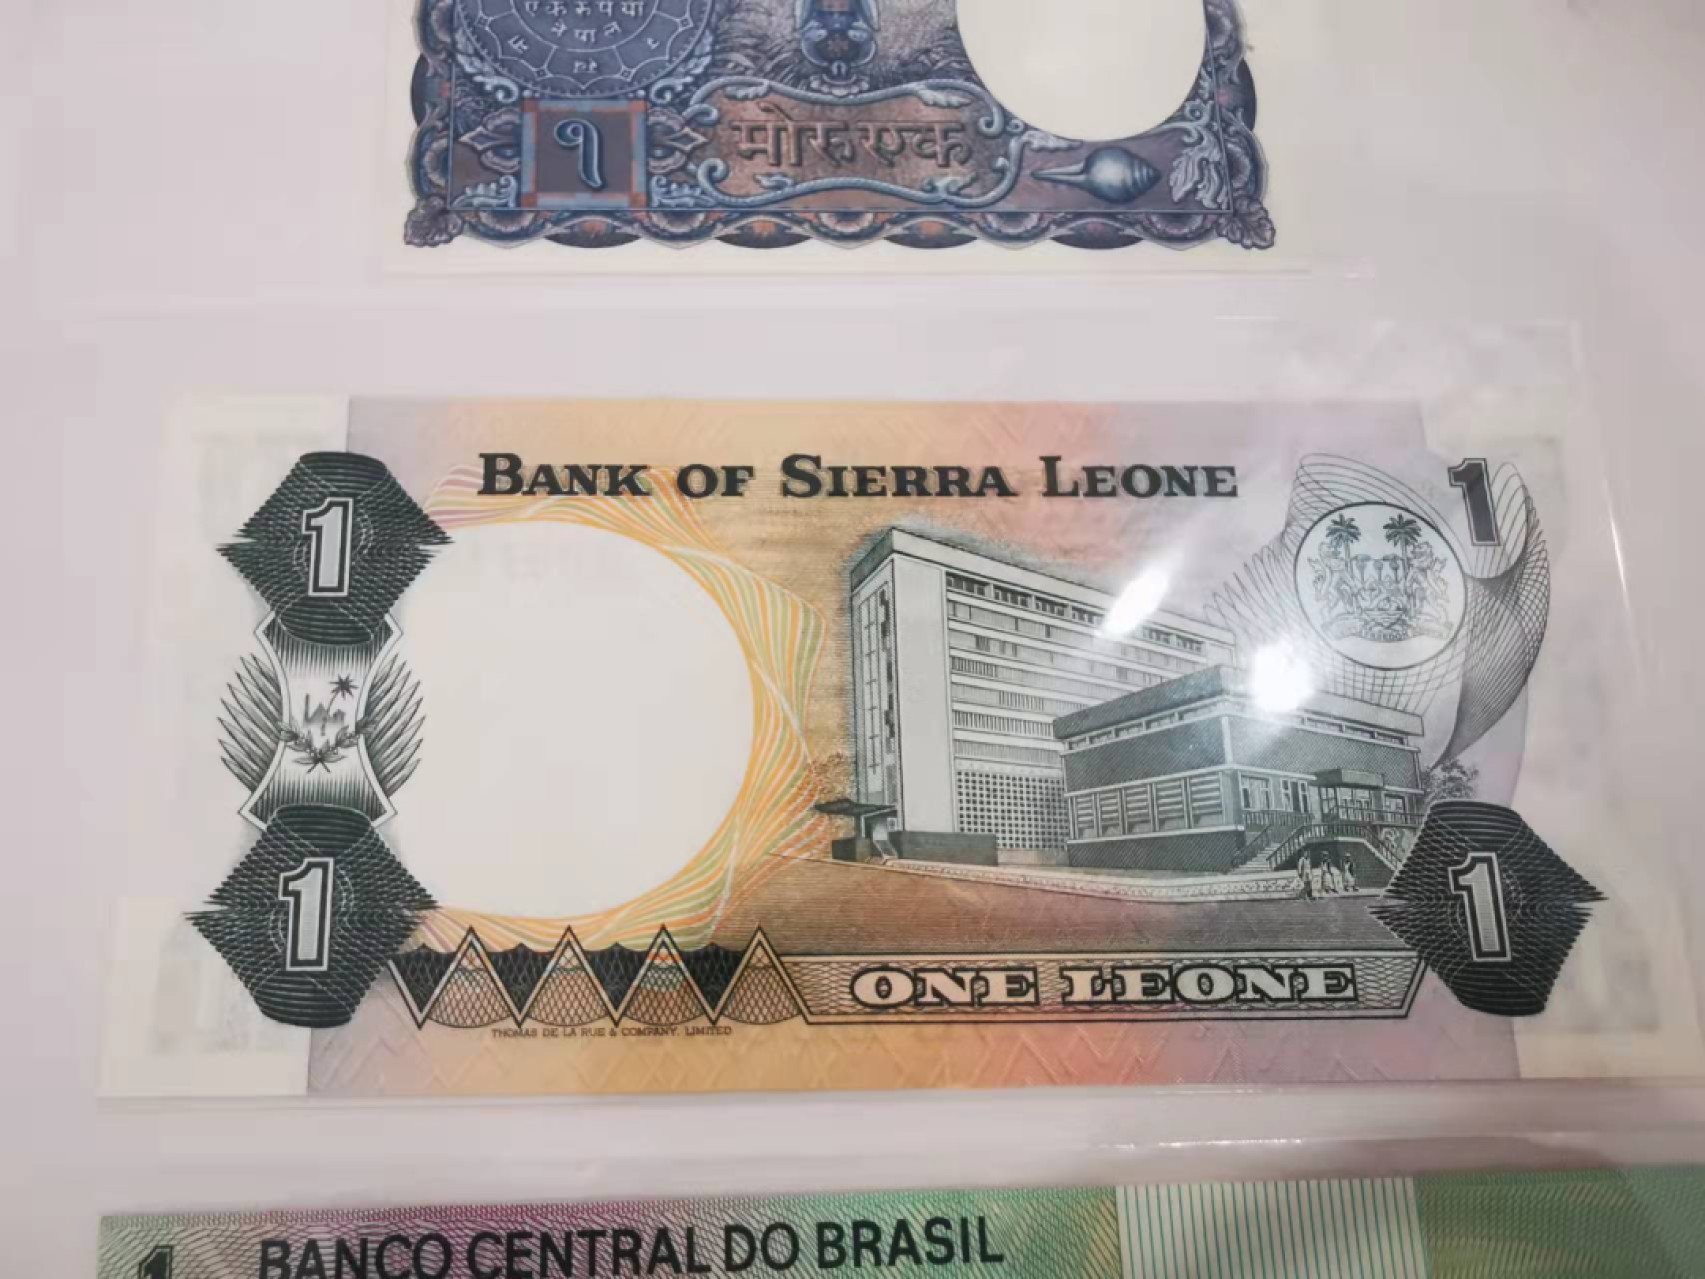 एक रुपैया
नेपाल
१
मोरु एक
BANK OF SIERRA LEONE
1
1
1
1
ONE LEONE
THOMAS DE LA RUE & COMPANY, LIMITED
1
BANCO CENTRAL DO BRASIL